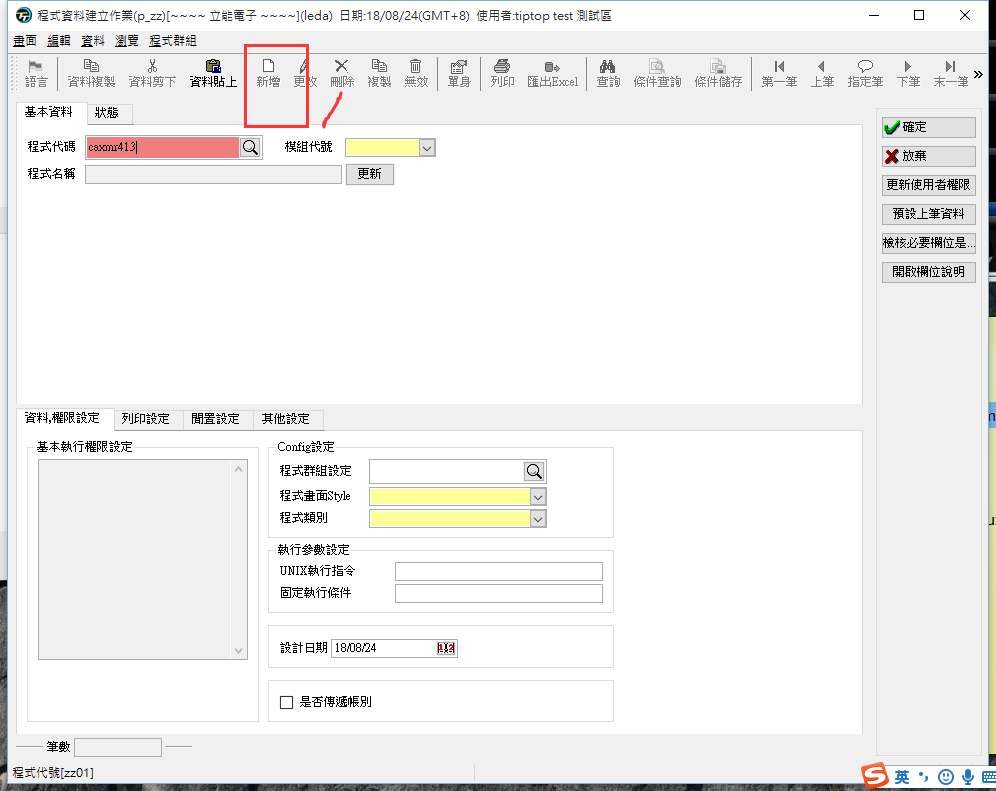 程式資料建立作業(p_zz)[~~~~ 立能電子 ~~~~](leda) 日期:18/08/24(GMT+8) 使用者:tiptop test 測試區
畫面 編輯 資料 瀏覽 程式群組
語言 資料複製 資料剪下 資料貼上 新增 更改 刪除 複製 無效 單身 列印 匯出Excel 查詢 條件查詢 條件儲存 第一筆 上筆 指定筆 下筆 末一筆 »
基本資料 狀態
程式代碼 caxmr413 模組代號
程式名稱 更新
確定
放棄
更新使用者權限
預設上筆資料
檢核必要欄位是...
開啟欄位說明
資料,權限設定 列印設定 閒置設定 其他設定
基本執行權限設定
Config設定
程式群組設定
程式畫面Style
程式類別
執行參數設定
UNIX執行指令
固定執行條件
設計日期 18/08/24
是否傳遞帳別
筆數
程式代號[zz01]
英